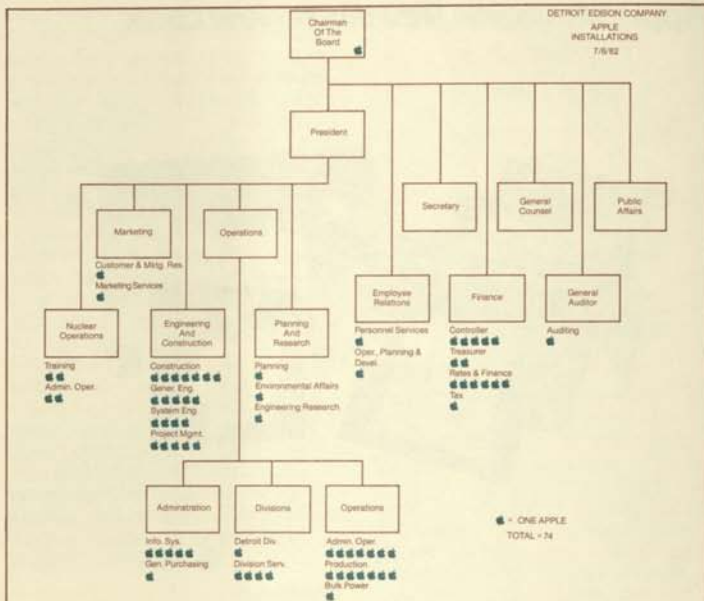 DETROIT EDISON COMPANY
APPLE
INSTALLATIONS
7/6/82
Chairman
Of The
Board
President
Secretary
General
Counsel
Public
Affairs
Marketing
Customer & Mktg. Res.
Marketing Services
Operations
Nuclear
Operations
Training
Admin. Oper.
Engineering
And
Construction
Construction
Gener. Eng.
System Eng.
Project Mgmt.
Planning
And
Research
Planning
Environmental Affairs
Engineering Research
Employee
Relations
Personnel Services
Oper., Planning &
Devel.
Finance
Controller
Treasurer
Rates & Finance
Tax
General
Auditor
Auditing
Adminstration
Info. Sys.
Gen. Purchasing
Divisions
Detroit Div.
Division Serv.
Operations
Admin. Oper.
Production
Bulk Power
= ONE APPLE
TOTAL = 74